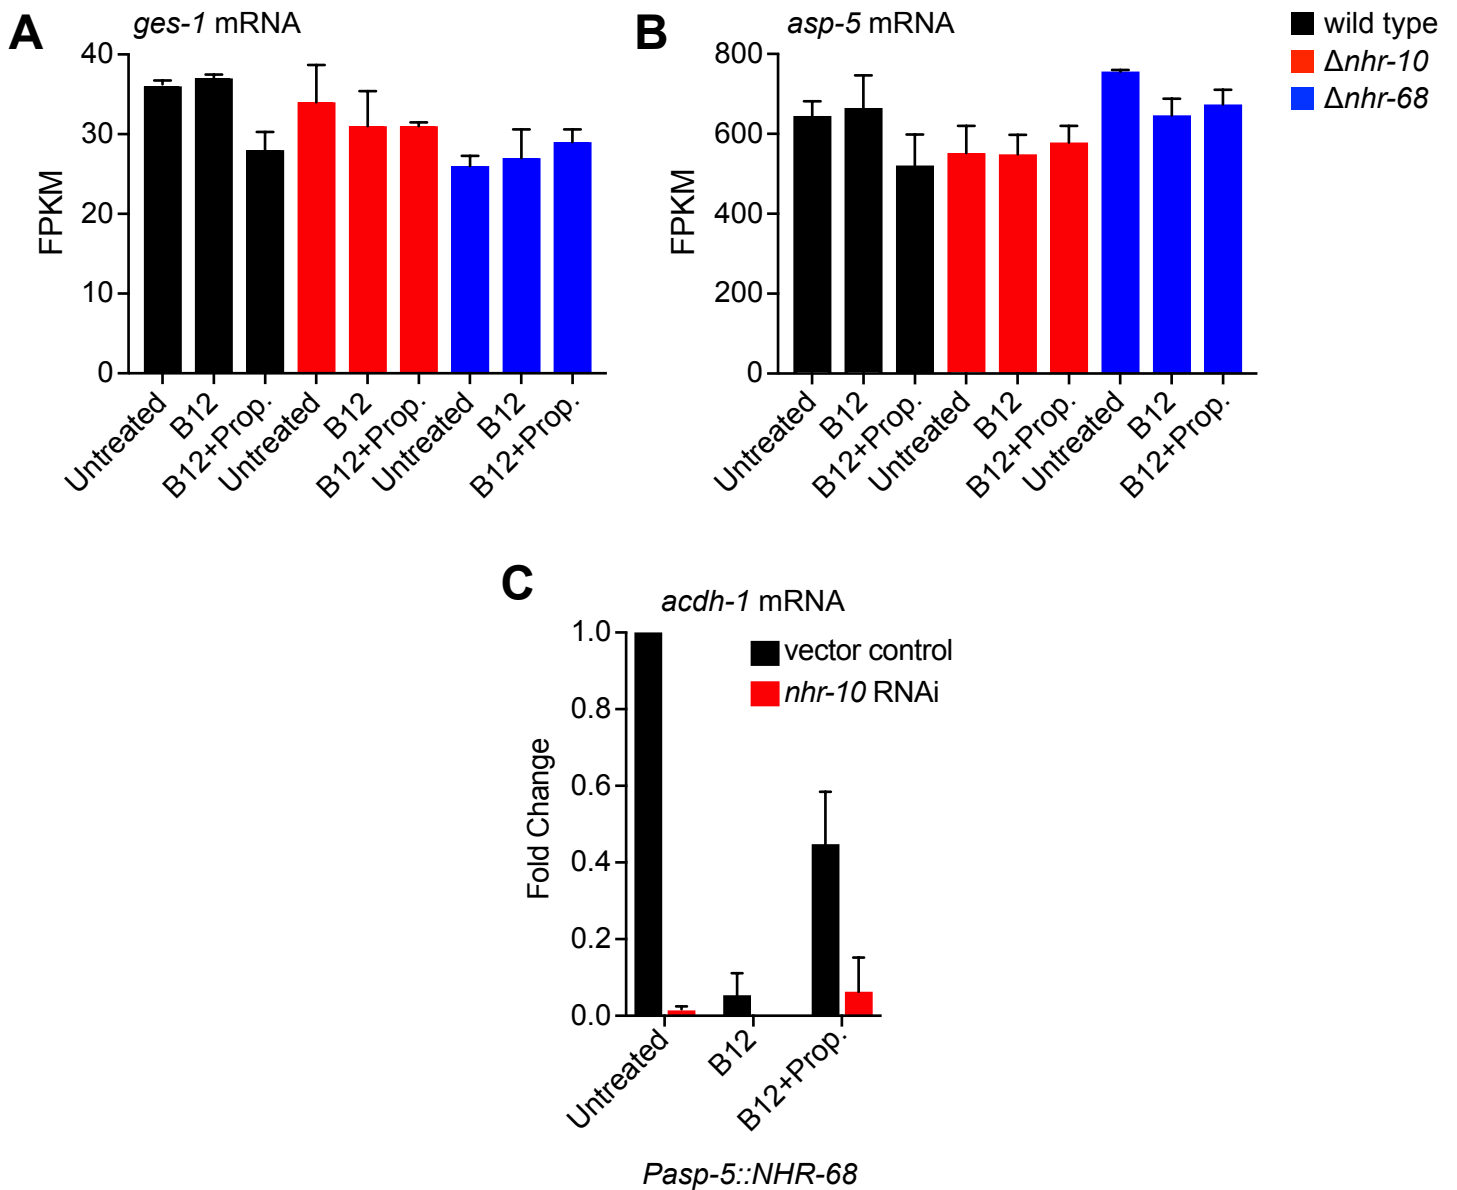 A
ges-1 mRNA
FPKM
40
30
20
10
0
Untreated
B12
B12+Prop.
Untreated
B12
B12+Prop.
Untreated
B12
B12+Prop.
B
asp-5 mRNA
FPKM
800
600
400
200
0
Untreated
B12
B12+Prop.
Untreated
B12
B12+Prop.
Untreated
B12
B12+Prop.
wild type
Δnhr-10
Δnhr-68
C
acdh-1 mRNA
Fold Change
1.0
0.8
0.6
0.4
0.2
0.0
vector control
nhr-10 RNAi
Untreated
B12
B12+Prop.
Pasp-5::NHR-68